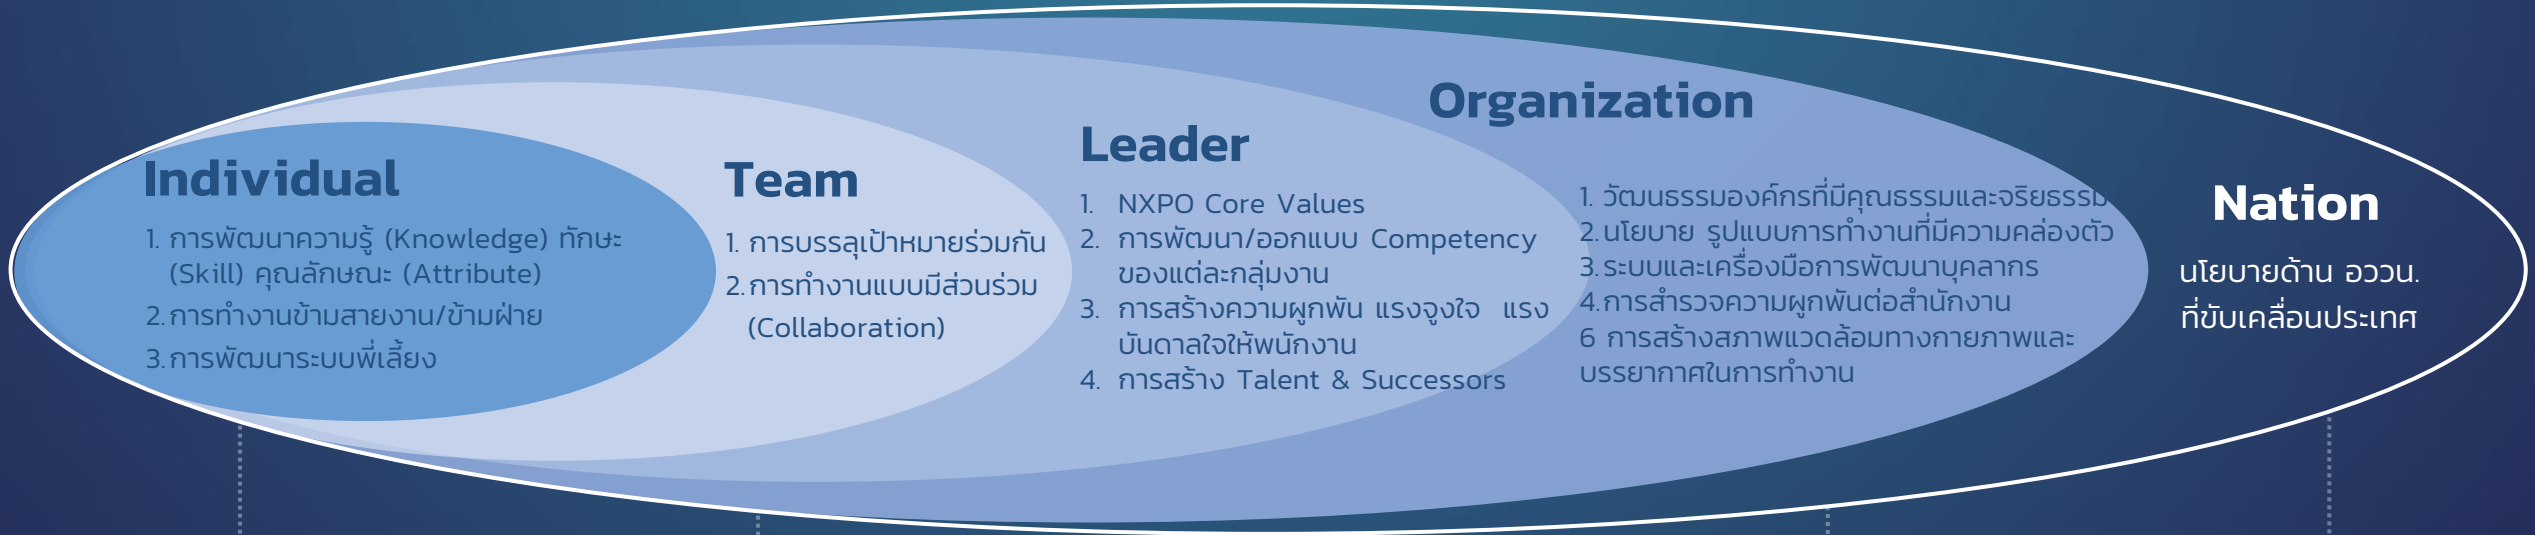 Individual
1. การพัฒนาความรู้ (Knowledge) ทักษะ
(Skill) คุณลักษณะ (Attribute)
2. การทำงานข้ามสายงาน/ข้ามฝ่าย
3. การพัฒนาระบบพี่เลี้ยง
Team
1. การบรรลุเป้าหมายร่วมกัน
2. การทำงานแบบมีส่วนร่วม
(Collaboration)
Leader
1. NXPO Core Values
2. การพัฒนา/ออกแบบ Competency
ของแต่ละกลุ่มงาน
3. การสร้างความผูกพัน แรงจูงใจ แรง
บันดาลใจให้พนักงาน
4. การสร้าง Talent & Successors
Organization
1. วัฒนธรรมองค์กรที่มีคุณธรรมและจริยธรรม
2. นโยบาย รูปแบบการทำงานที่มีความคล่องตัว
3. ระบบและเครื่องมือการพัฒนาบุคลากร
4. การสำรวจความผูกพันต่อสำนักงาน
6 การสร้างสภาพแวดล้อมทางกายภาพและ
บรรยากาศในการทำงาน
Nation
นโยบายด้าน อววน.
ที่ขับเคลื่อนประเทศ